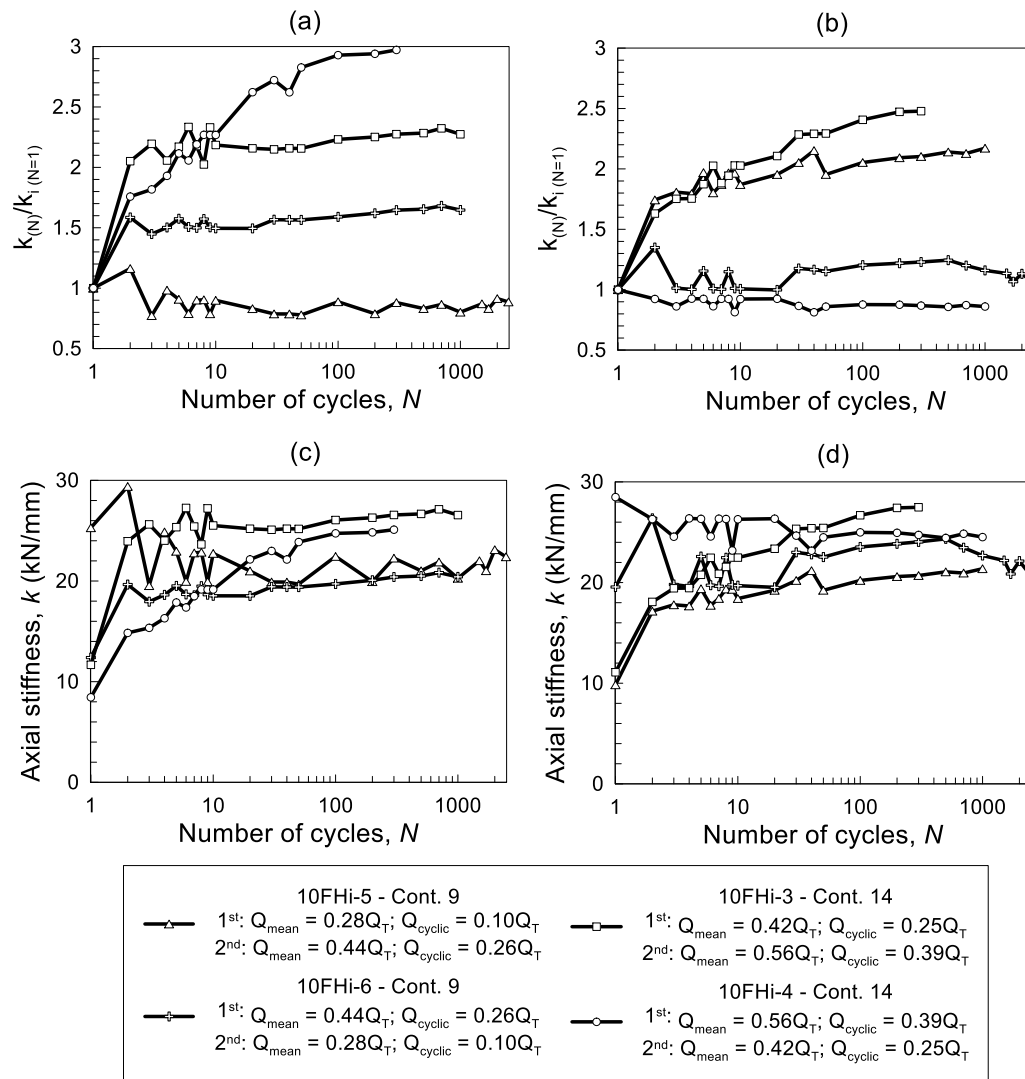 (a)
3
2.5
2
1.5
1
0.5
k(N)/ki (N=1)
1 10 100 1000
Number of cycles, N
(b)
3
2.5
2
1.5
1
0.5
k(N)/ki (N=1)
1 10 100 1000
Number of cycles, N
(c)
30
20
10
0
Axial stiffness, k (kN/mm)
1 10 100 1000
Number of cycles, N
(d)
30
20
10
0
Axial stiffness, k (kN/mm)
1 10 100 1000
Number of cycles, N
10FHi-5 - Cont. 9
1st: Qmean = 0.28QT; Qcyclic = 0.10QT
2nd: Qmean = 0.44QT; Qcyclic = 0.26QT
10FHi-6 - Cont. 9
1st: Qmean = 0.44QT; Qcyclic = 0.26QT
2nd: Qmean = 0.28QT; Qcyclic = 0.10QT
10FHi-3 - Cont. 14
1st: Qmean = 0.42QT; Qcyclic = 0.25QT
2nd: Qmean = 0.56QT; Qcyclic = 0.39QT
10FHi-4 - Cont. 14
1st: Qmean = 0.56QT; Qcyclic = 0.39QT
2nd: Qmean = 0.42QT; Qcyclic = 0.25QT